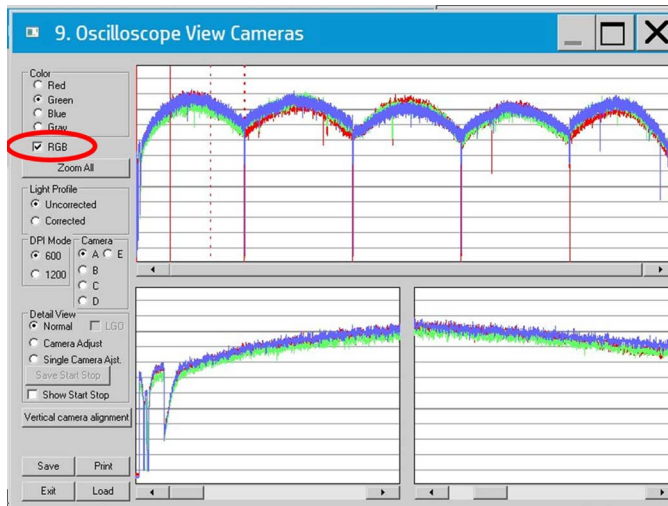 9. Oscilloscope View Cameras
Color
Red
Green
Blue
Gray
RGB
Zoom All
Light Profile
Uncorrected
Corrected
DPI Mode
600
1200
Camera
A E
B
C
D
Detail View
Normal LGO
Camera Adjust
Single Camera Ajst.
Save Start Stop
Show Start Stop
Vertical camera alignment
Save Print
Exit Load